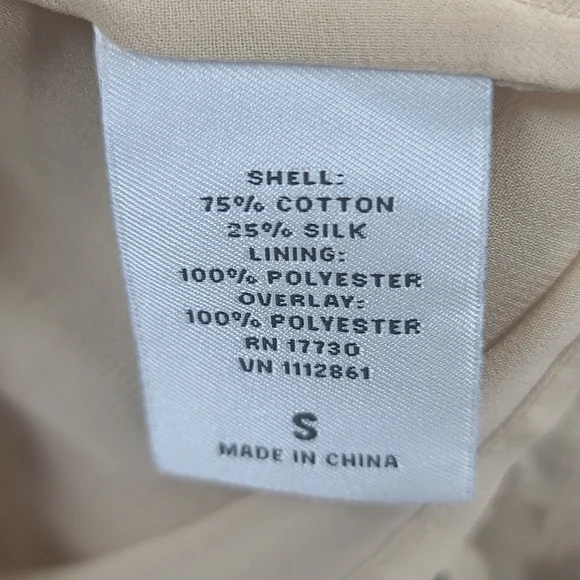 SHELL:
75% COTTON
25% SILK
LINING:
100% POLYESTER
OVERLAY:
100% POLYESTER
RN 17730
VN 1112861
S
MADE IN CHINA